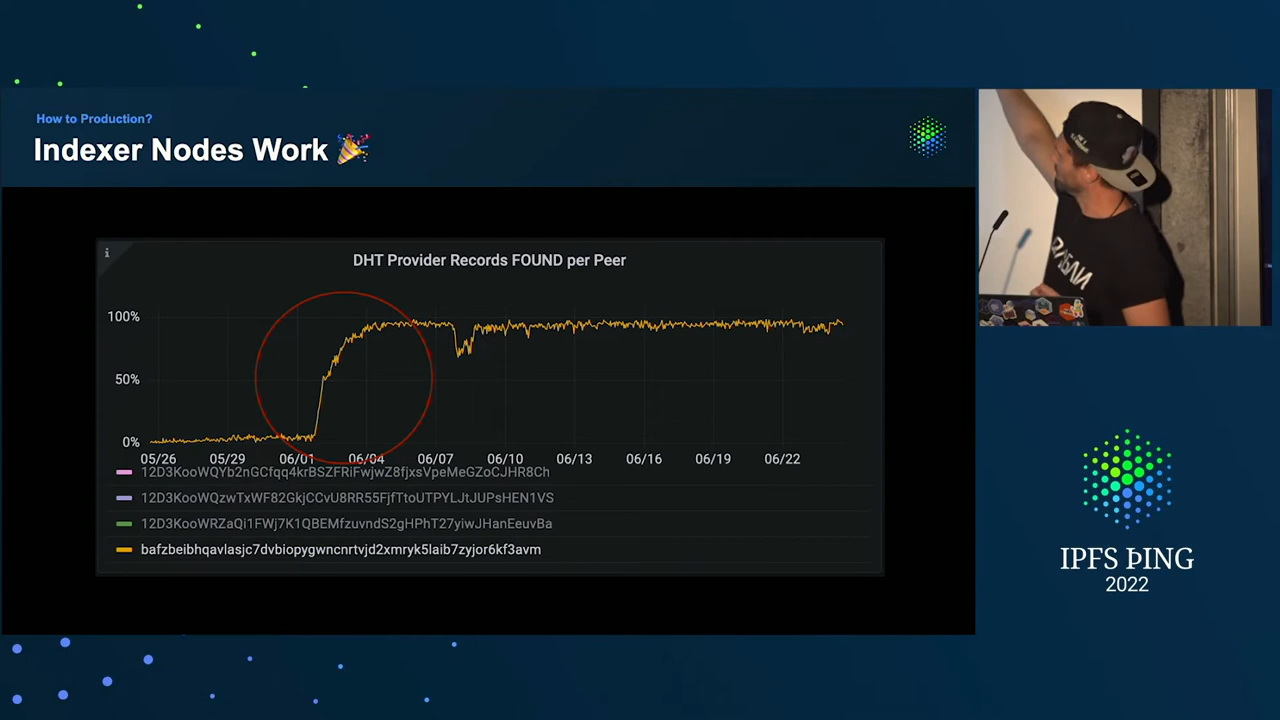 How to Production?
Indexer Nodes Work 🎉
i
DHT Provider Records FOUND per Peer
100%
50%
0%
05/26 05/29 06/01 06/04 06/07 06/10 06/13 06/16 06/19 06/22
12D3KooWQYb2nGCfqq4krBSZFRiFwjwZ8fjxsVpeMeGZoCJHR8Ch
12D3KooWQzwTxWF82GkjCCvU8RR55FjfTtoUTPYLJtJUPsHEN1VS
12D3KooWRZaQi1FWj7K1QBEMfzuvndS2gHPhT27yiwJHanEeuvBa
bafzbeibhqavlasjc7dvbiopygwncnrtvjd2xmryk5laib7zyjor6kf3avm
IPFS ÞING
2022